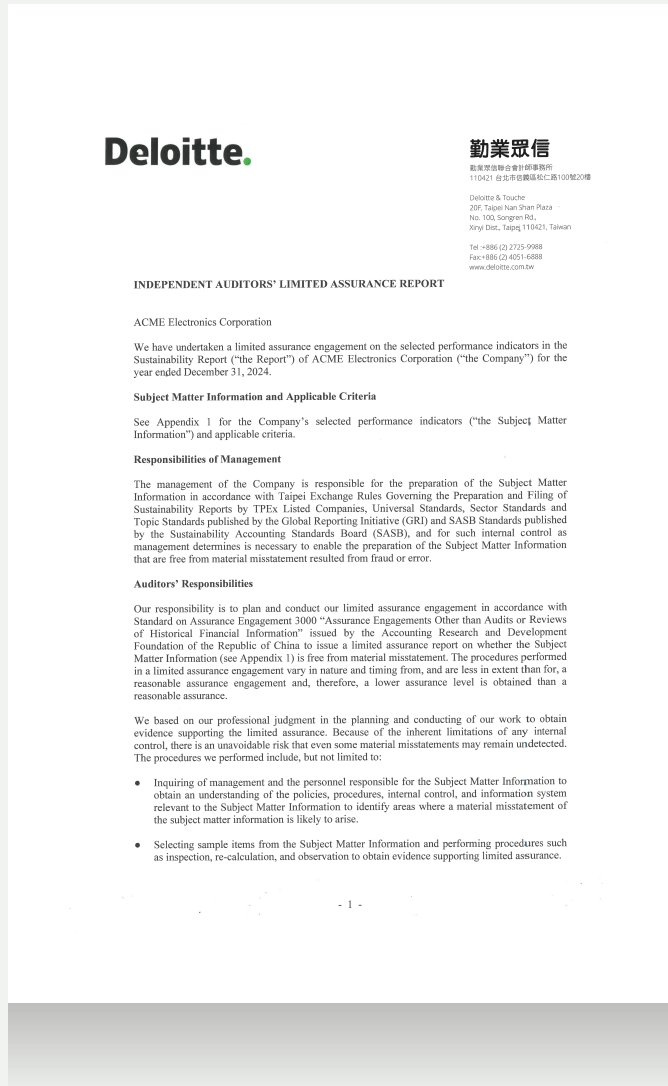 Deloitte.
勤業眾信
勤業眾信聯合會計師事務所
110421 台北市信義區松仁路100號20樓
Deloitte & Touche
20F, Taipei Nan Shan Plaza
No. 100, Songren Rd.,
Xinyi Dist., Taipei 110421, Taiwan
Tel :+886 (2) 2725-9988
Fax:+886 (2) 4051-6888
www.deloitte.com.tw
INDEPENDENT AUDITORS’ LIMITED ASSURANCE REPORT
ACME Electronics Corporation
We have undertaken a limited assurance engagement on the selected performance indicators in the
Sustainability Report (“the Report”) of ACME Electronics Corporation (“the Company”) for the
year ended December 31, 2024.
Subject Matter Information and Applicable Criteria
See Appendix 1 for the Company’s selected performance indicators (“the Subject Matter
Information”) and applicable criteria.
Responsibilities of Management
The management of the Company is responsible for the preparation of the Subject Matter
Information in accordance with Taipei Exchange Rules Governing the Preparation and Filing of
Sustainability Reports by TPEx Listed Companies, Universal Standards, Sector Standards and
Topic Standards published by the Global Reporting Initiative (GRI) and SASB Standards published
by the Sustainability Accounting Standards Board (SASB), and for such internal control as
management determines is necessary to enable the preparation of the Subject Matter Information
that are free from material misstatement resulted from fraud or error.
Auditors’ Responsibilities
Our responsibility is to plan and conduct our limited assurance engagement in accordance with
Standard on Assurance Engagement 3000 “Assurance Engagements Other than Audits or Reviews
of Historical Financial Information” issued by the Accounting Research and Development
Foundation of the Republic of China to issue a limited assurance report on whether the Subject
Matter Information (see Appendix 1) is free from material misstatement. The procedures performed
in a limited assurance engagement vary in nature and timing from, and are less in extent than for, a
reasonable assurance engagement and, therefore, a lower assurance level is obtained than a
reasonable assurance.
We based on our professional judgment in the planning and conducting of our work to obtain
evidence supporting the limited assurance. Because of the inherent limitations of any internal
control, there is an unavoidable risk that even some material misstatements may remain undetected.
The procedures we performed include, but not limited to:
● Inquiring of management and the personnel responsible for the Subject Matter Information to
obtain an understanding of the policies, procedures, internal control, and information system
relevant to the Subject Matter Information to identify areas where a material misstatement of
the subject matter information is likely to arise.
● Selecting sample items from the Subject Matter Information and performing procedures such
as inspection, re-calculation, and observation to obtain evidence supporting limited assurance.
- 1 -